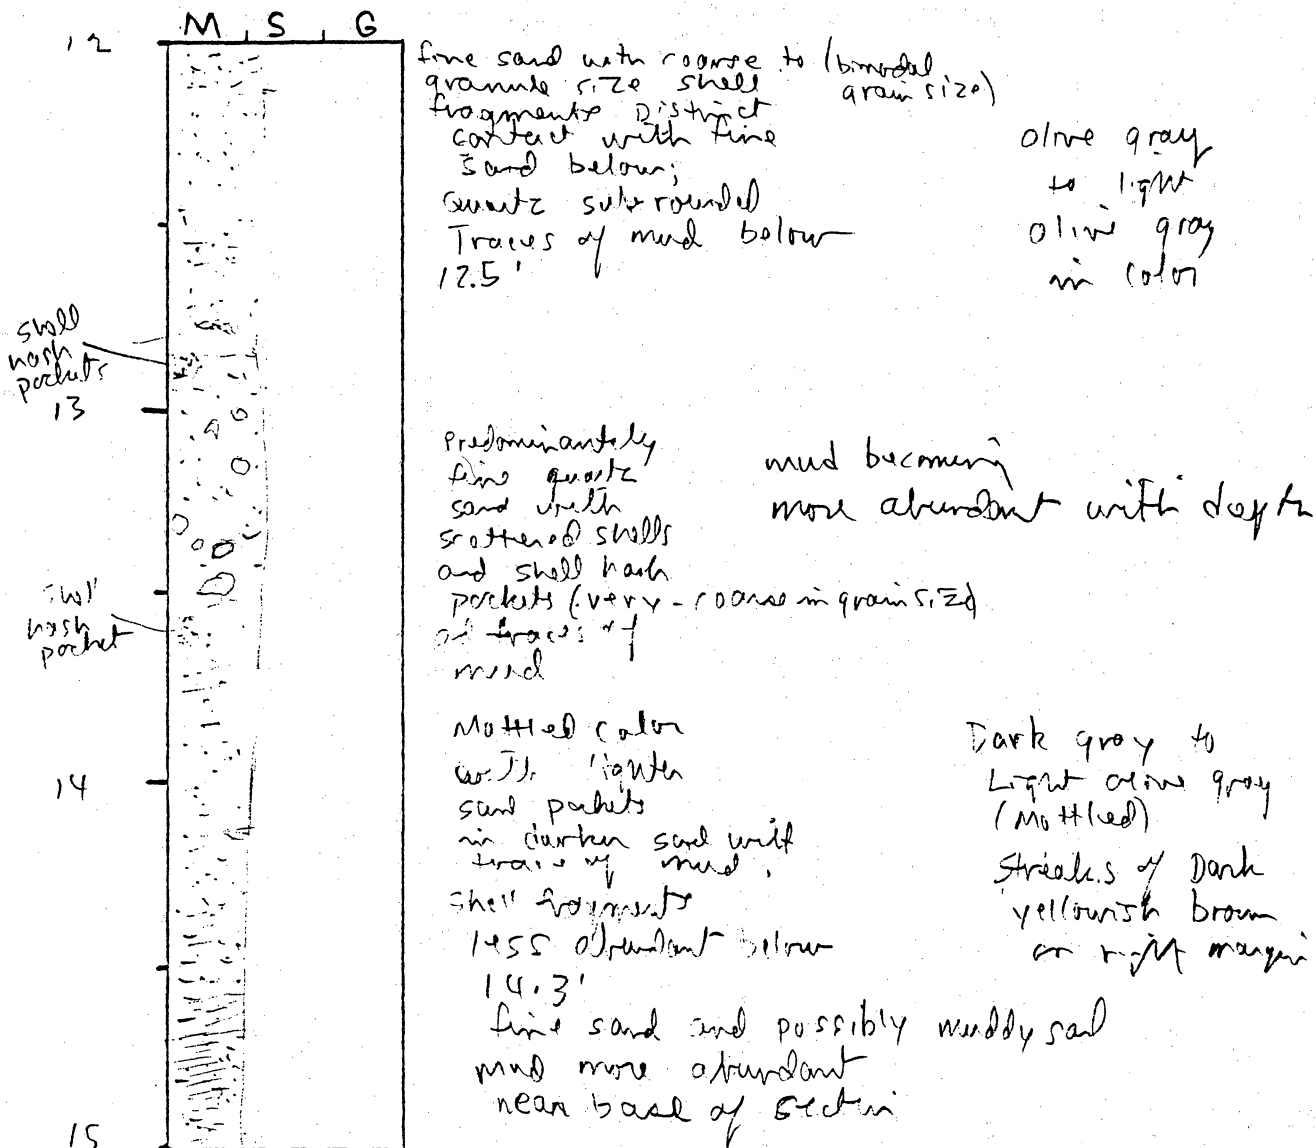 M S G
12
fine sand with coarse to (bimodal
granule size shell grain size)
fragments Distinct
contact with fine
sand below;
Quartz subrounded
Traces of mud below
12.5'
olive gray
to light
olive gray
in color
shell
hash
pockets
13
Predominantely
fine quartz
sand with
scattered shells
and shell hash
pockets (very-coarse in grain size)
traces of
mud
mud becoming
more abundant with depth
shell
hash
pocket
Mottled color
with lighter
sand pockets
in darker sand with
trace of mud.
Shell fragments
less abundant below
14.3'
fine sand and possibly muddy sand
mud more abundant
near base of section
14
Dark gray to
Light olive gray
(Mottled)
Streaks of Dark
yellowish brown
on right margin
15